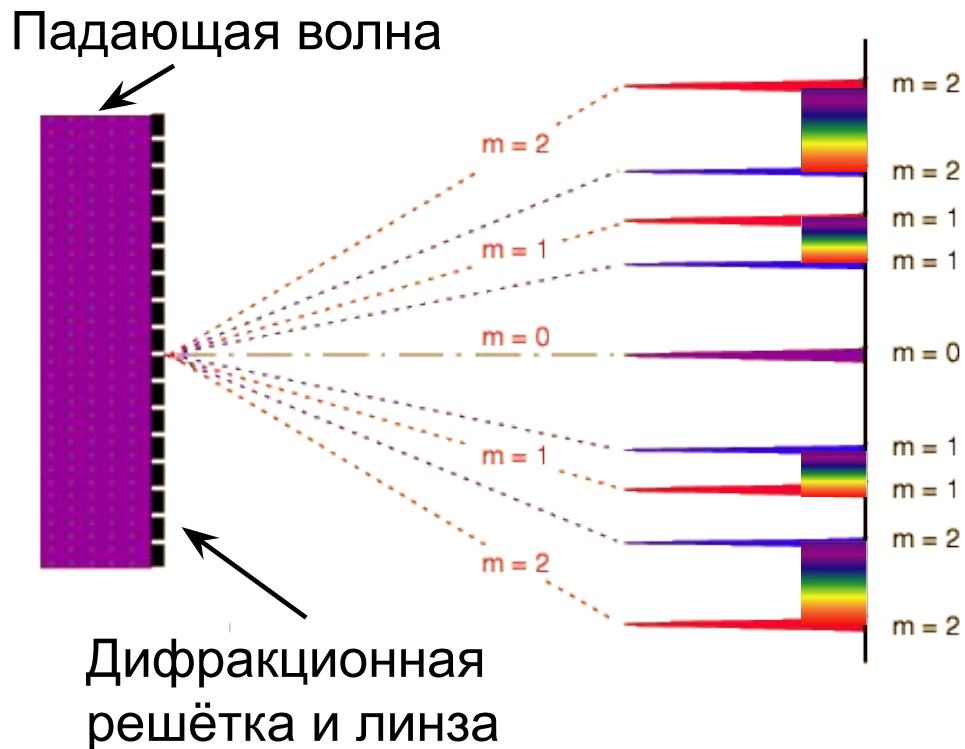 Падающая волна
m = 2
m = 2
m = 2
m = 1
m = 1
m = 1
m = 0
m = 0
m = 1
m = 1
m = 1
m = 2
m = 2
m = 2
Дифракционная
решётка и линза